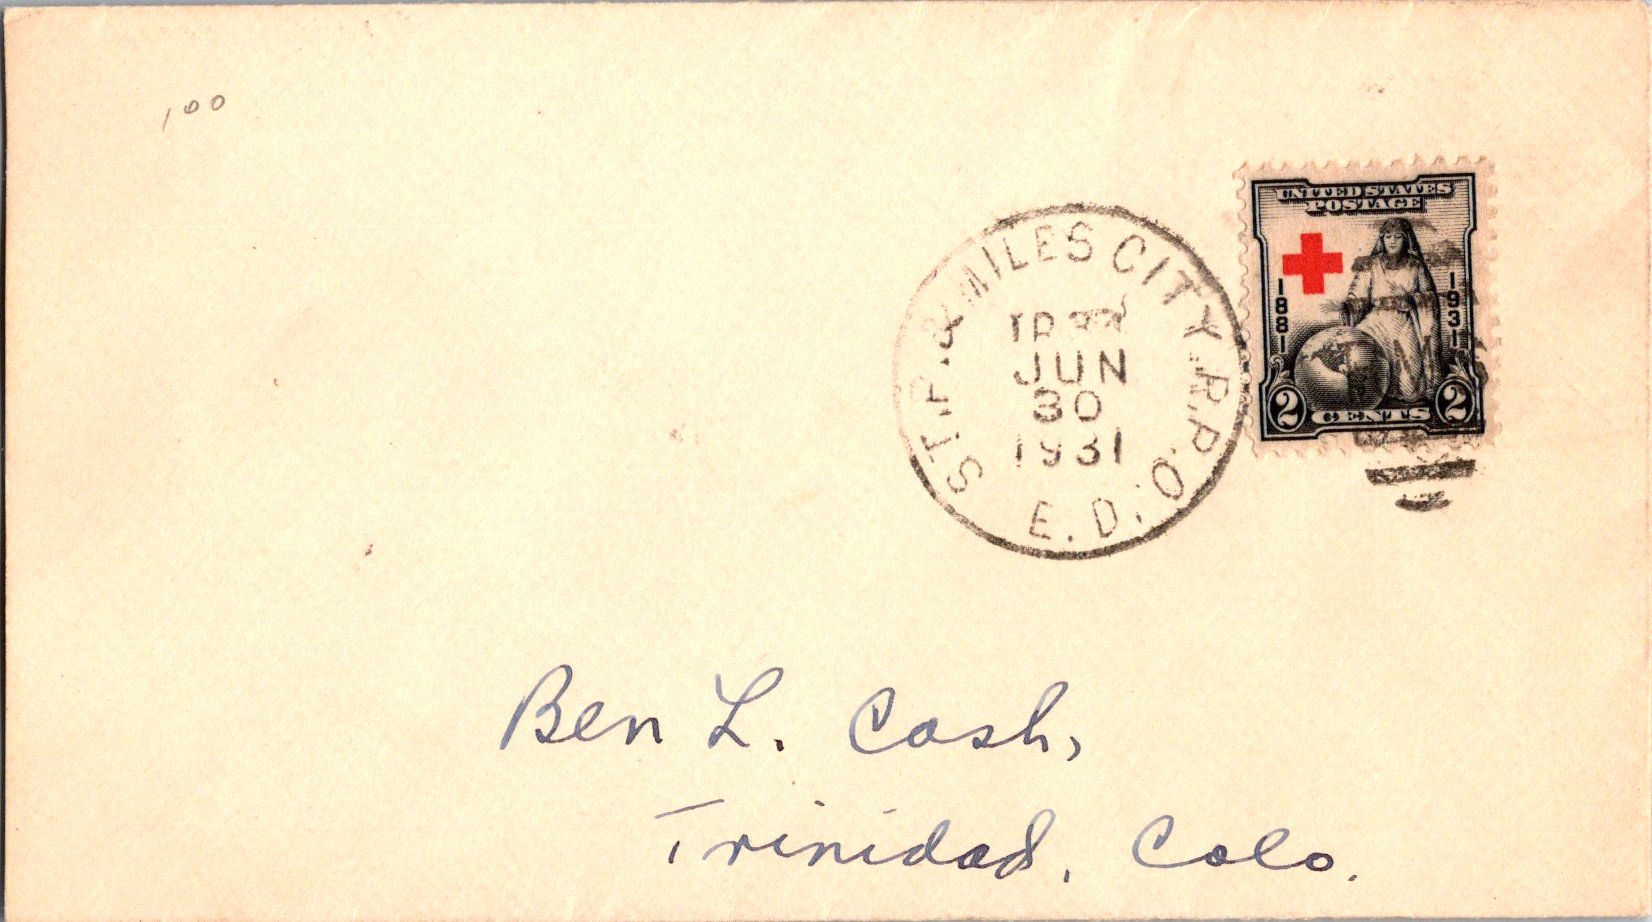 100
UNITED STATES
POSTAGE
1881
1931
2 CENTS 2
ST. P. & MILES CITY R.P.O.
JUN
30
1931
E. D.
Ben L. Cash,
Trinidad, Colo.